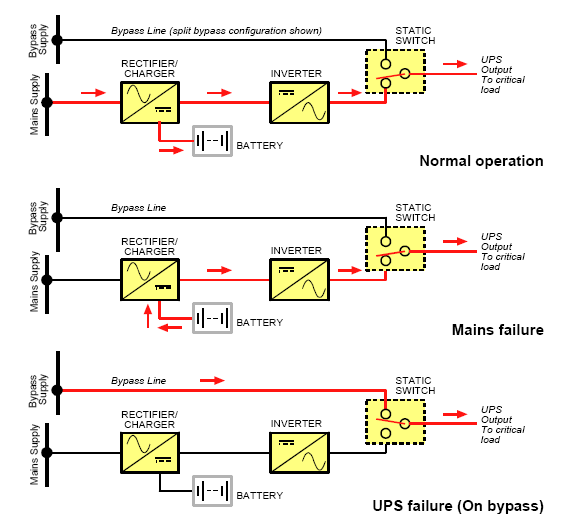 Bypass
Supply
Bypass Line (split bypass configuration shown)
STATIC
SWITCH
Mains Supply
RECTIFIER/
CHARGER
INVERTER
UPS
Output
To critical
load
BATTERY
Normal operation
Bypass
Supply
Bypass Line
STATIC
SWITCH
Mains Supply
RECTIFIER/
CHARGER
INVERTER
UPS
Output
To critical
load
BATTERY
Mains failure
Bypass
Supply
Bypass Line
STATIC
SWITCH
Mains Supply
RECTIFIER/
CHARGER
INVERTER
UPS
Output
To critical
load
BATTERY
UPS failure (On bypass)